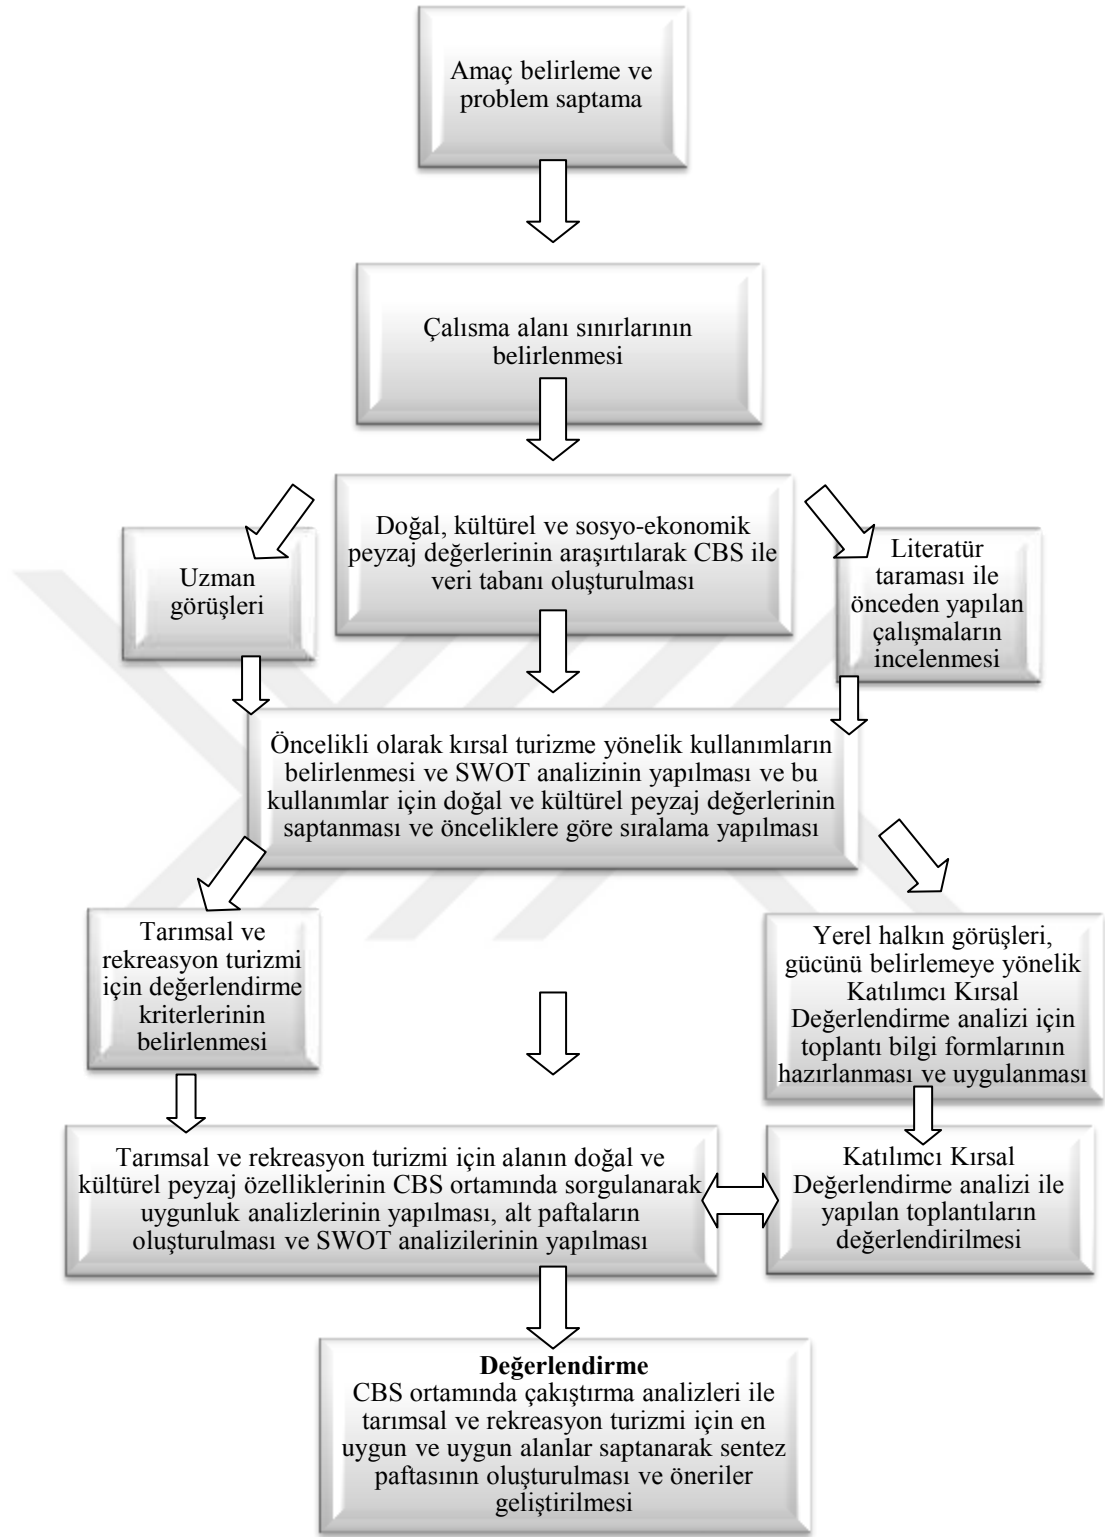 Amaç belirleme ve
problem saptama
Çalısma alanı sınırlarının
belirlenmesi
Doğal, kültürel ve sosyo-ekonomik
peyzaj değerlerinin araşırtılarak CBS ile
veri tabanı oluşturulması
Uzman
görüşleri
Literatür
taraması ile
önceden yapılan
çalışmaların
incelenmesi
Öncelikli olarak kırsal turizme yönelik kullanımların
belirlenmesi ve SWOT analizinin yapılması ve bu
kullanımlar için doğal ve kültürel peyzaj değerlerinin
saptanması ve önceliklere göre sıralama yapılması
Tarımsal ve
rekreasyon turizmi
için değerlendirme
kriterlerinin
belirlenmesi
Yerel halkın görüşleri,
gücünü belirlemeye yönelik
Katılımcı Kırsal
Değerlendirme analizi için
toplantı bilgi formlarının
hazırlanması ve uygulanması
Tarımsal ve rekreasyon turizmi için alanın doğal ve
kültürel peyzaj özelliklerinin CBS ortamında sorgulanarak
uygunluk analizlerinin yapılması, alt paftaların
oluşturulması ve SWOT analizilerinin yapılması
Katılımcı Kırsal
Değerlendirme analizi ile
yapılan toplantıların
değerlendirilmesi
Değerlendirme
CBS ortamında çakıştırma analizleri ile
tarımsal ve rekreasyon turizmi için en
uygun ve uygun alanlar saptanarak sentez
paftasının oluşturulması ve öneriler
geliştirilmesi